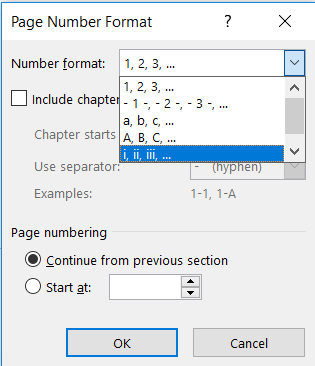 Page Number Format ? ×
Number format: 1, 2, 3, ...
1, 2, 3, ...
Include chapter
- 1 -, - 2 -, - 3 -, ...
a, b, c, ...
Chapter starts
A, B, C, ...
i, ii, iii, ...
Use separator: - (hyphen)
Examples: 1-1, 1-A
Page numbering
Continue from previous section
Start at:
OK Cancel